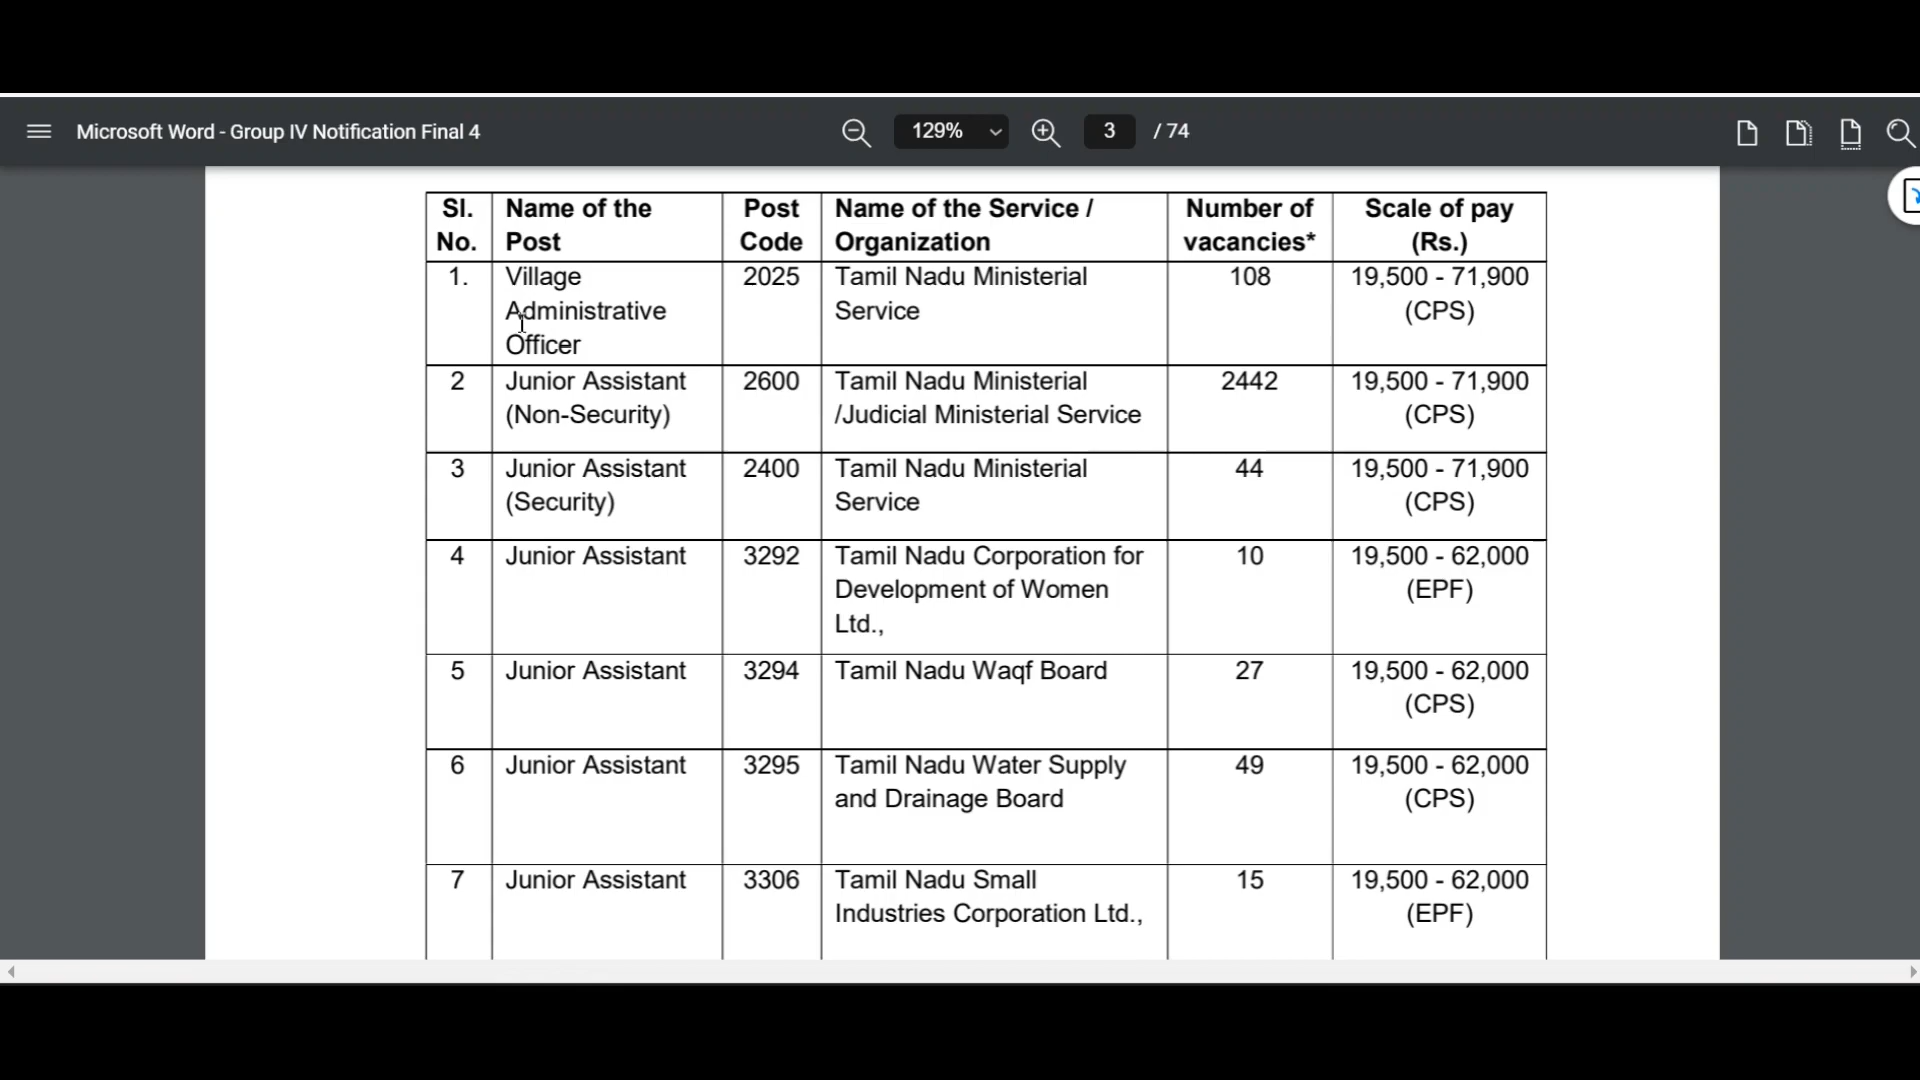 Microsoft Word - Group IV Notification Final 4
129%
3 / 74
Sl. No. Name of the Post Post Code Name of the Service / Organization Number of vacancies* Scale of pay (Rs.)
1. Village Administrative Officer 2025 Tamil Nadu Ministerial Service 108 19,500 - 71,900 (CPS)
2 Junior Assistant (Non-Security) 2600 Tamil Nadu Ministerial /Judicial Ministerial Service 2442 19,500 - 71,900 (CPS)
3 Junior Assistant (Security) 2400 Tamil Nadu Ministerial Service 44 19,500 - 71,900 (CPS)
4 Junior Assistant 3292 Tamil Nadu Corporation for Development of Women Ltd., 10 19,500 - 62,000 (EPF)
5 Junior Assistant 3294 Tamil Nadu Waqf Board 27 19,500 - 62,000 (CPS)
6 Junior Assistant 3295 Tamil Nadu Water Supply and Drainage Board 49 19,500 - 62,000 (CPS)
7 Junior Assistant 3306 Tamil Nadu Small Industries Corporation Ltd., 15 19,500 - 62,000 (EPF)